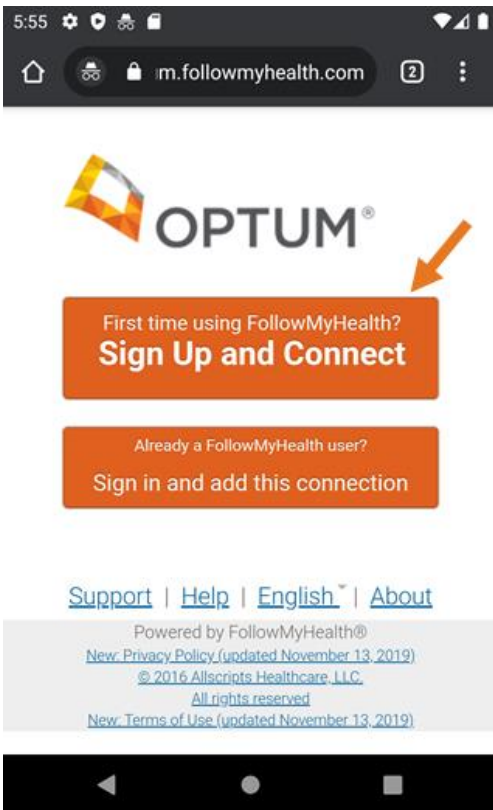 5:55
ım.followmyhealth.com 2
OPTUM®
First time using FollowMyHealth?
Sign Up and Connect
Already a FollowMyHealth user?
Sign in and add this connection
Support | Help | English | About
Powered by FollowMyHealth®
New: Privacy Policy (updated November 13, 2019)
© 2016 Allscripts Healthcare, LLC.
All rights reserved
New: Terms of Use (updated November 13, 2019)